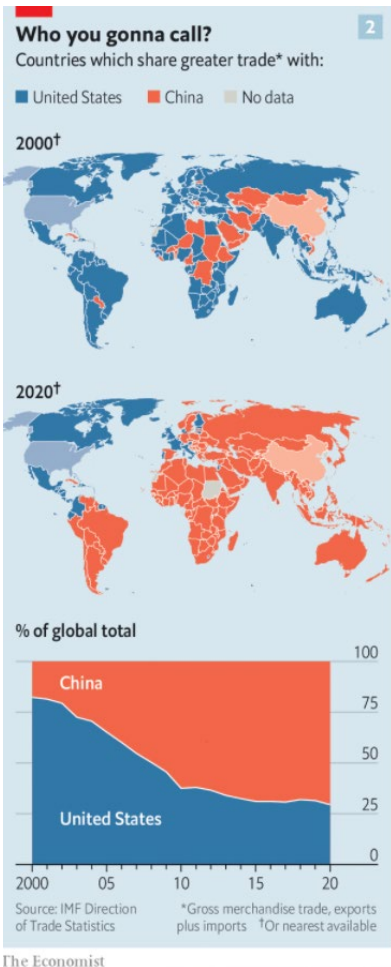 Who you gonna call?
2
Countries which share greater trade* with:
United States China No data
2000†
2020†
% of global total
100
China
75
50
United States
25
0
2000 05 10 15 20
Source: IMF Direction
of Trade Statistics
*Gross merchandise trade, exports
plus imports †Or nearest available
The Economist